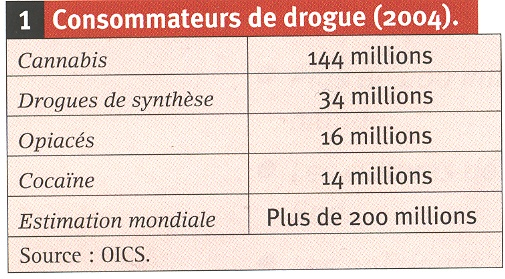 1 Consommateurs de drogue (2004).
Cannabis 144 millions
Drogues de synthèse 34 millions
Opiacés 16 millions
Cocaïne 14 millions
Estimation mondiale Plus de 200 millions
Source : OICS.